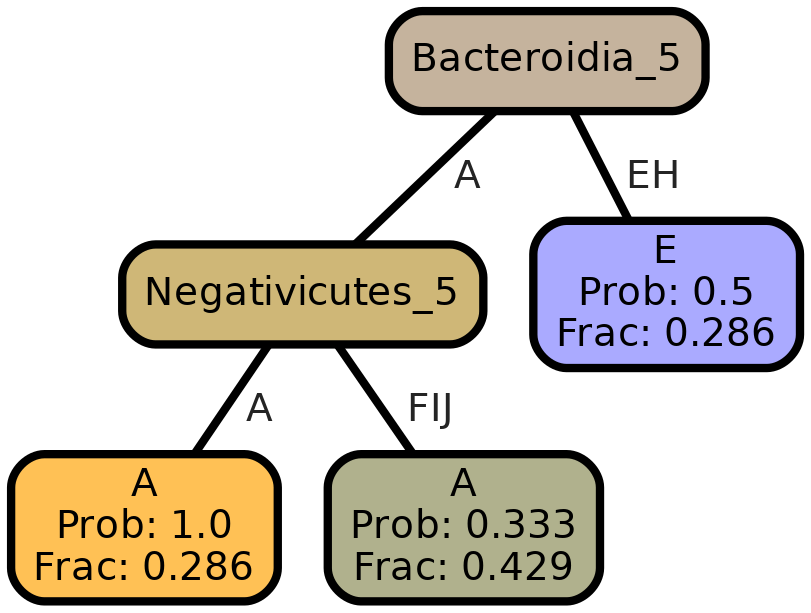 Bacteroidia_5
A
EH
Negativicutes_5
E
Prob: 0.5
Frac: 0.286
A
FIJ
A
Prob: 1.0
Frac: 0.286
A
Prob: 0.333
Frac: 0.429